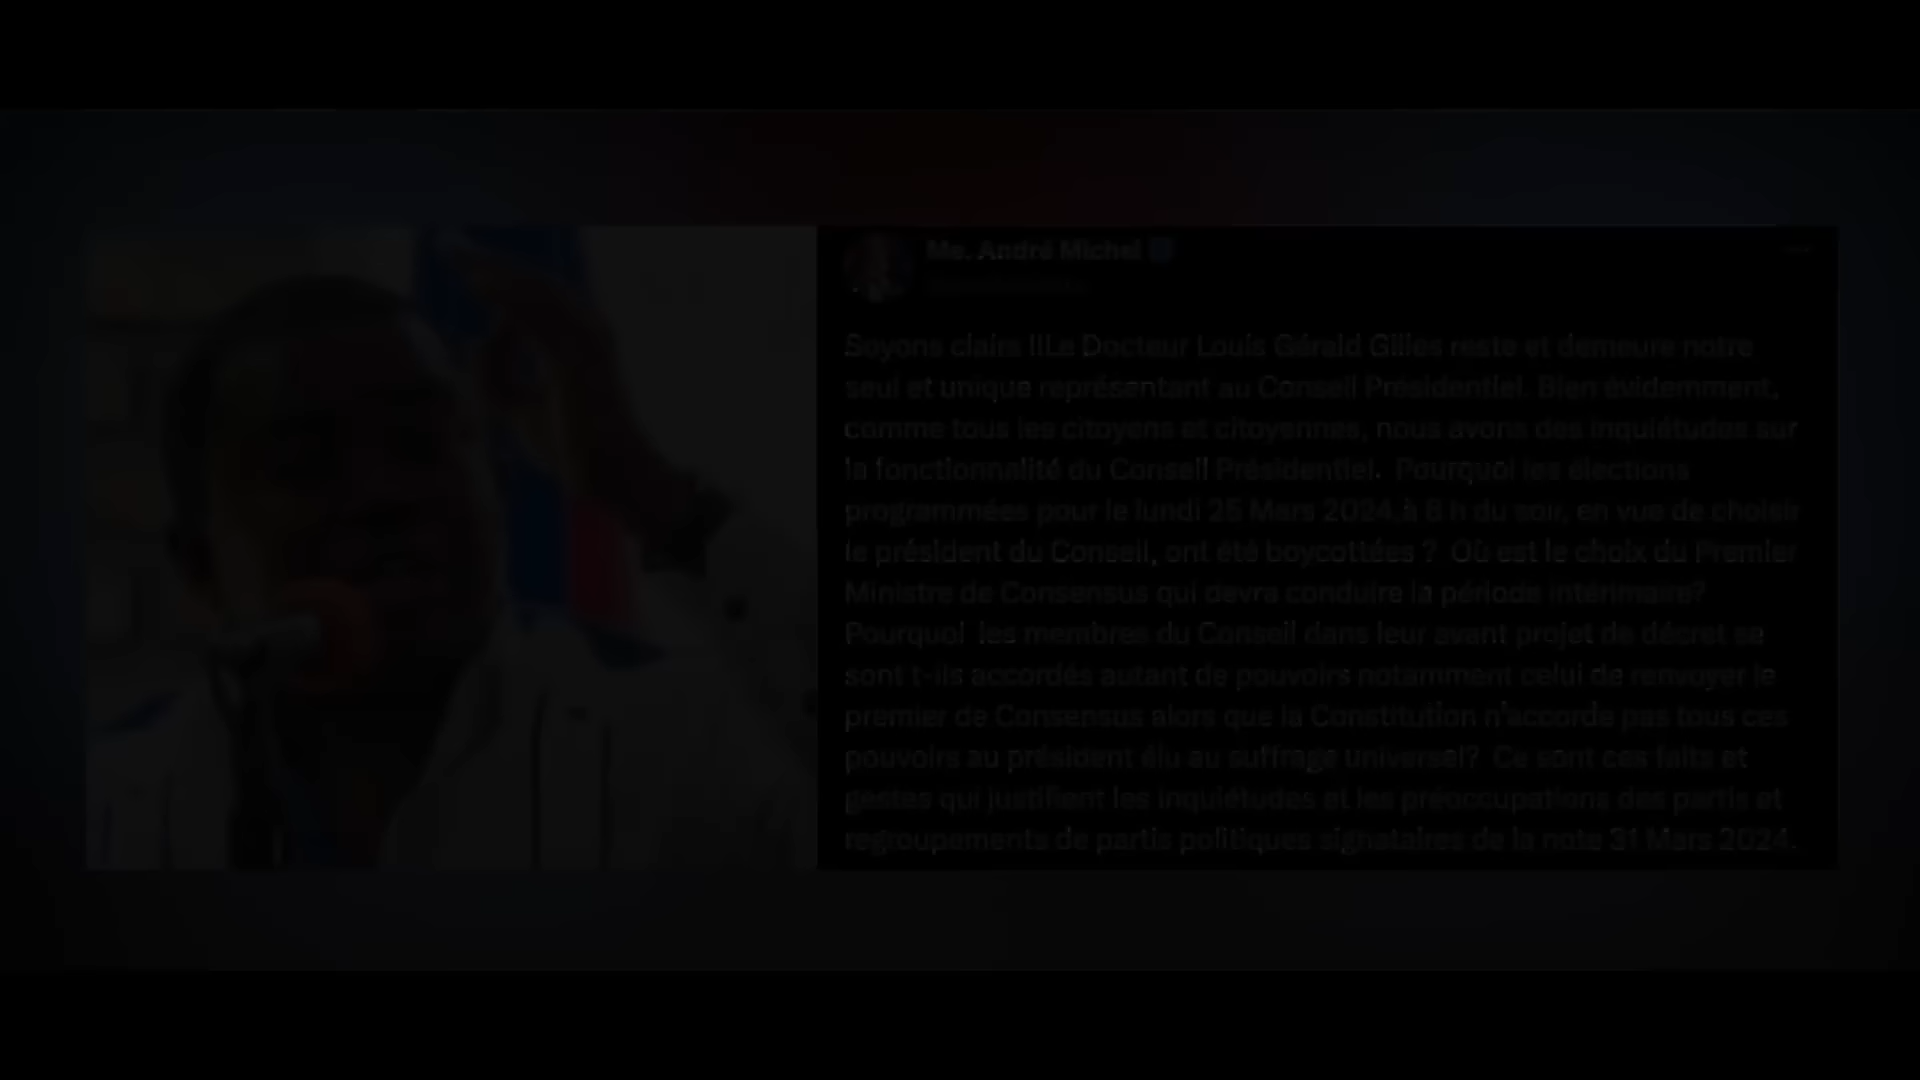 Me. André Michel
Soyons claire !!Le Docteur Louis Gérald Gilles reste et demeure notre
seul et unique représentant au Conseil Présidentiel. Bien évidemment,
comme tous les citoyens et citoyennes, nous avons des inquiétudes sur
la fonctionnalité du Conseil Présidentiel. Pourquoi les élections
programmées pour le lundi 25 Mars 2024 à 8 h du soir, en vue de choisir
le président du Conseil, ont été boycottées ? Où est le choix du Premier
Ministre de Consensus qui devra conduire la période intérimaire?
Pourquoi les membres du Conseil dans leur avant projet de décret se
sont t-ils accordés autant de pouvoirs notamment celui de renvoyer le
premier de Consensus alors que la Constitution n'accorde pas tous ces
pouvoirs au président élu au suffrage universel? Ce sont ces faits et
gestes qui justifient les inquiétudes et les préoccupations des partis et
regroupements de partis politiques signataires de la note 31 Mars 2024.